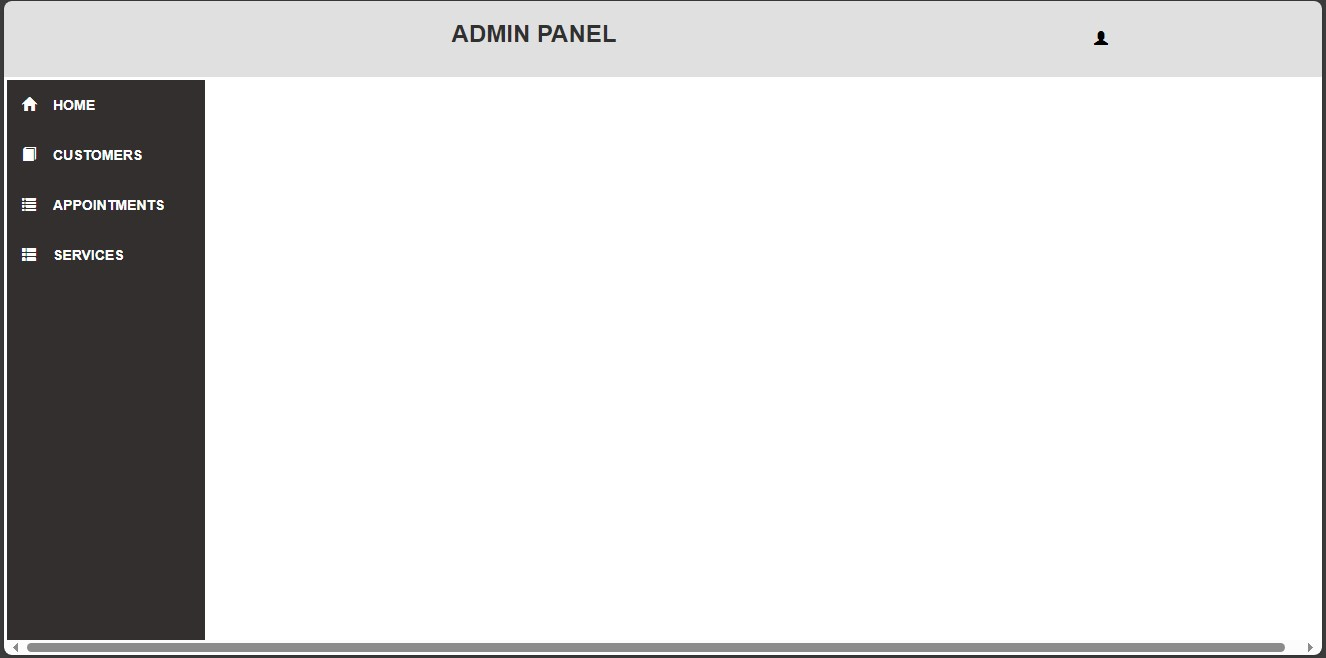 ADMIN PANEL
HOME
CUSTOMERS
APPOINTMENTS
SERVICES